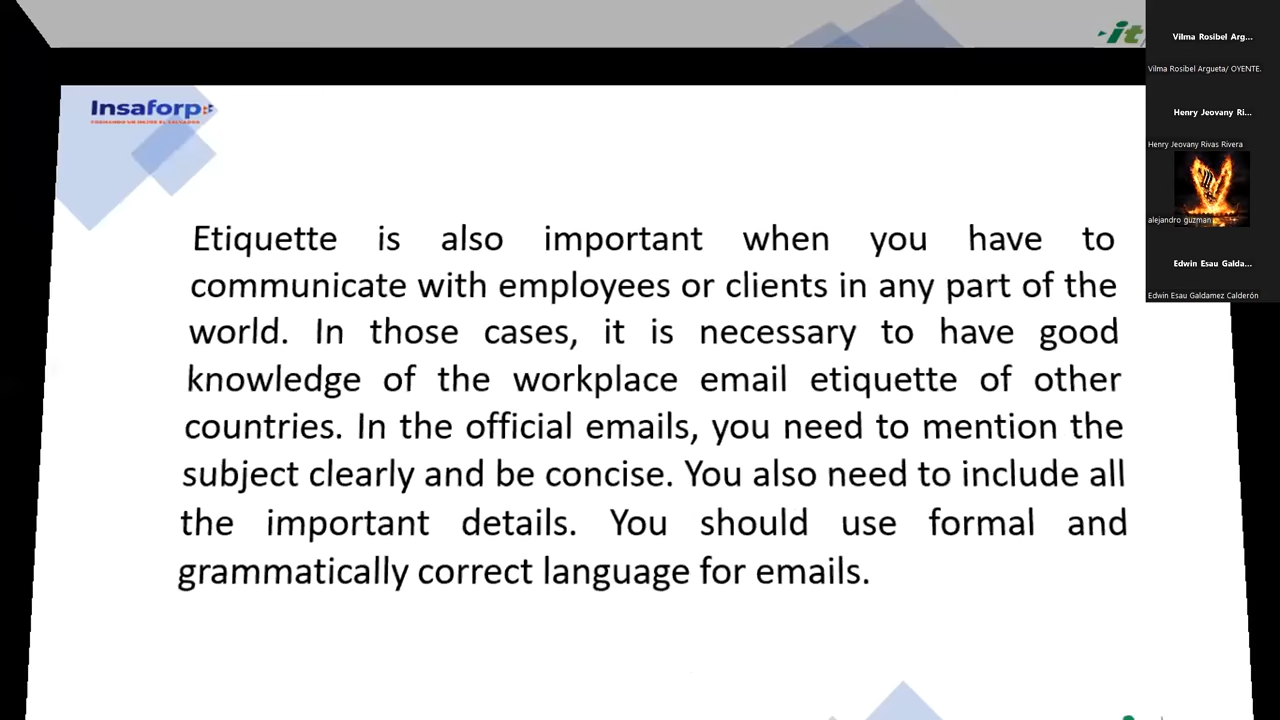 it
Insaforp
Etiquette is also important when you have to
communicate with employees or clients in any part of the
world. In those cases, it is necessary to have good
knowledge of the workplace email etiquette of other
countries. In the official emails, you need to mention the
subject clearly and be concise. You also need to include all
the important details. You should use formal and
grammatically correct language for emails.
Vilma Rosibel Arg...
Vilma Rosibel Argueta/ OYENTE.
Henry Jeovany Ri...
Henry Jeovany Rivas Rivera
alejandro guzman
Edwin Esau Galda...
Edwin Esau Galdamez Calderón